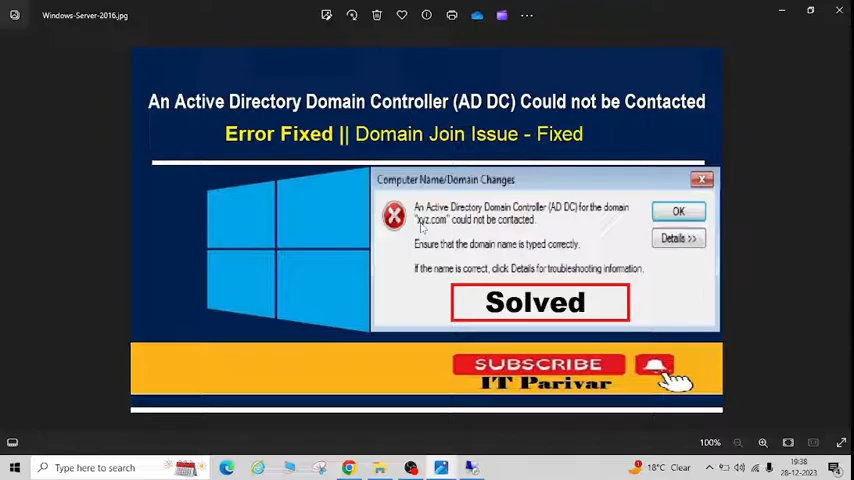 Windows-Server-2016.jpg
An Active Directory Domain Controller (AD DC) Could not be Contacted
Error Fixed || Domain Join Issue - Fixed
Computer Name/Domain Changes
An Active Directory Domain Controller (AD DC) for the domain
"xyz.com" could not be contacted.
OK
Ensure that the domain name is typed correctly.
Details >>
If the name is correct, click Details for troubleshooting information.
Solved
SUBSCRIBE
IT Parivar
100%
Type here to search
18°C Clear
19:38
28-12-2023